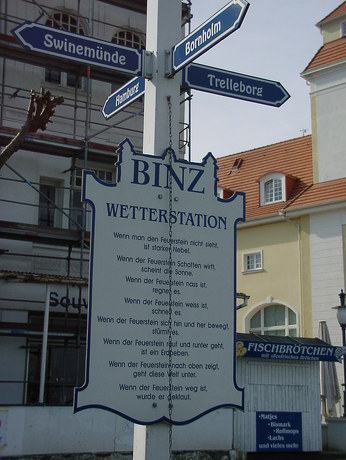 Swinemünde
Bornholm
Trelleborg
Hamburg
BINZ
WETTERSTATION
Wenn man den Feuerstein nicht sieht,
ist starker Nebel.
Wenn der Feuerstein Schatten wirft,
scheint die Sonne.
Wenn der Feuerstein nass ist,
regnet es.
Wenn der Feuerstein weiss ist,
schneit es.
Wenn der Feuerstein sich hin und her bewegt,
stürmt es.
Wenn der Feuerstein rauf und runter geht,
ist ein Erdbeben.
Wenn der Feuerstein nach oben zeigt,
geht diese Welt unter.
Wenn der Feuerstein weg ist,
wurde er geklaut.
Souv
FISCHBRÖTCHEN
•Matjes
•Bismark
•Rollmops
•Lachs
und vieles mehr